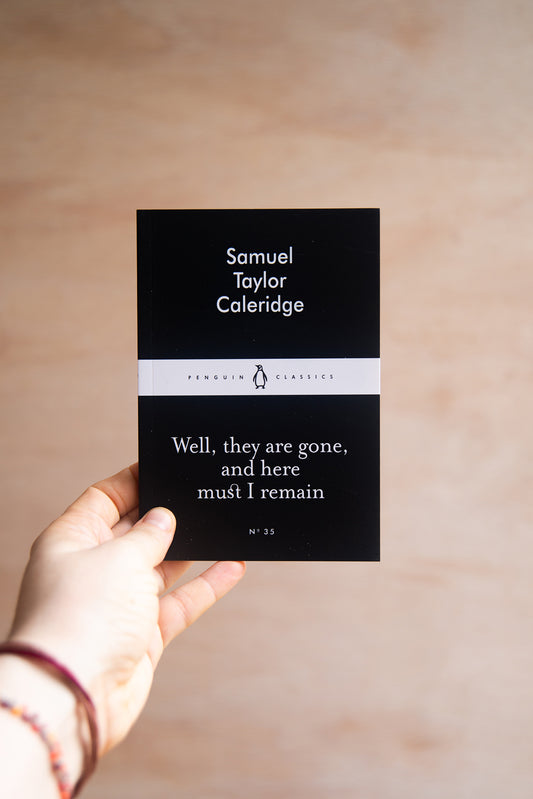 Samuel
Taylor
Caleridge
PENGUIN CLASSICS
Well, they are gone,
and here
must I remain
Nº 35